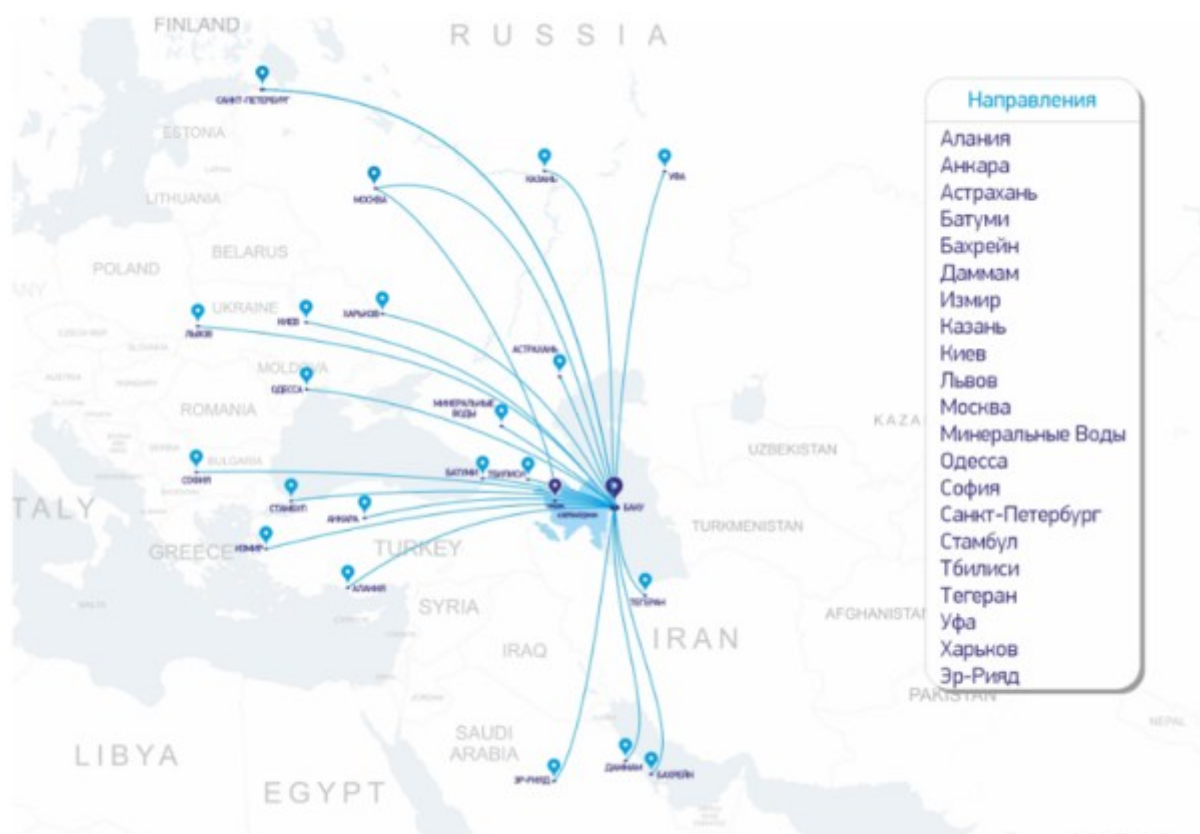 FINLAND
RUSSIA
САНКТ-ПЕТЕРБУРГ
ESTONIA
LITHUANIA
МОСКВА
КАЗАНЬ
УФА
BELARUS
POLAND
UKRAINE
ЛЬВОВ
КИЕВ
ХАРЬКОВ
MOLDOVA
ОДЕССА
АСТРАХАНЬ
ROMANIA
МИНЕРАЛЬНЫЕ
ВОДЫ
BULGARIA
СОФИЯ
БАТУМИ
ТБИЛИСИ
СТАМБУЛ
АНКАРА
БАКУ
ИЗМИР
GREECE
TURKEY
АЛАНИЯ
ТЕГЕРАН
SYRIA
IRAQ
IRAN
UZBEKISTAN
TURKMENISTAN
AFGHANISTAN
PAKISTAN
NEPAL
ITALY
MALTA
LIBYA
EGYPT
JORDAN
SAUDI
ARABIA
ЭР-РИЯД
ДАММАМ
БАХРЕЙН
Направления
Алания
Анкара
Астрахань
Батуми
Бахрейн
Даммам
Измир
Казань
Киев
Львов
Москва
Минеральные Воды
Одесса
София
Санкт-Петербург
Стамбул
Тбилиси
Тегеран
Уфа
Харьков
Эр-Рияд